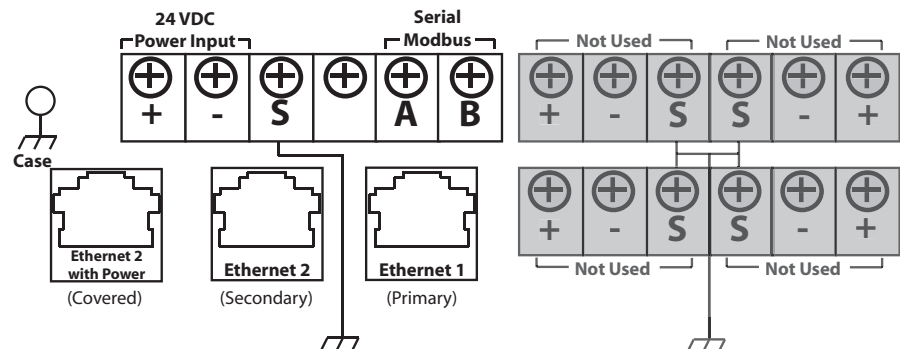 24 VDC
Power Input
Serial
Modbus
+ - S A B
Case
Ethernet 2
with Power
(Covered)
Ethernet 2
(Secondary)
Ethernet 1
(Primary)
Not Used
Not Used
+ - S S - +
+ - S S - +
Not Used
Not Used